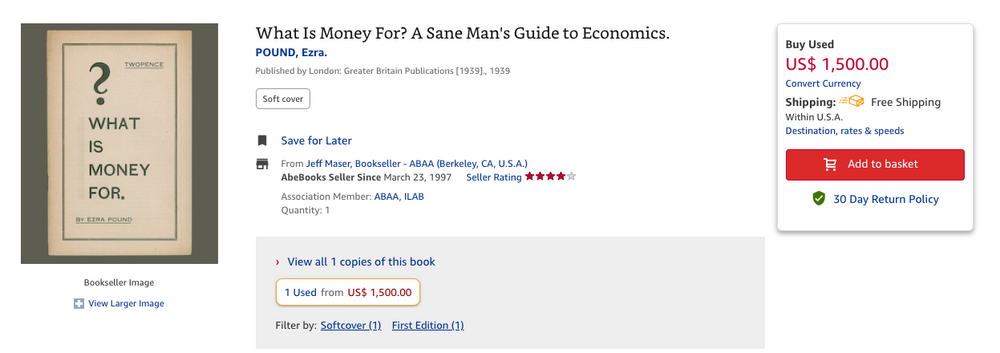 ?
TWOPENCE
WHAT
IS
MONEY
FOR.
BY EZRA POUND
Bookseller Image
View Larger Image
What Is Money For? A Sane Man's Guide to Economics.
POUND, Ezra.
Published by London: Greater Britain Publications [1939]., 1939
Soft cover
Save for Later
From Jeff Maser, Bookseller - ABAA (Berkeley, CA, U.S.A.)
AbeBooks Seller Since March 23, 1997 Seller Rating
Association Member: ABAA, ILAB
Quantity: 1
› View all 1 copies of this book
1 Used from US$ 1,500.00
Filter by: Softcover (1) First Edition (1)
Buy Used
US$ 1,500.00
Convert Currency
Shipping: Free Shipping
Within U.S.A.
Destination, rates & speeds
Add to basket
30 Day Return Policy